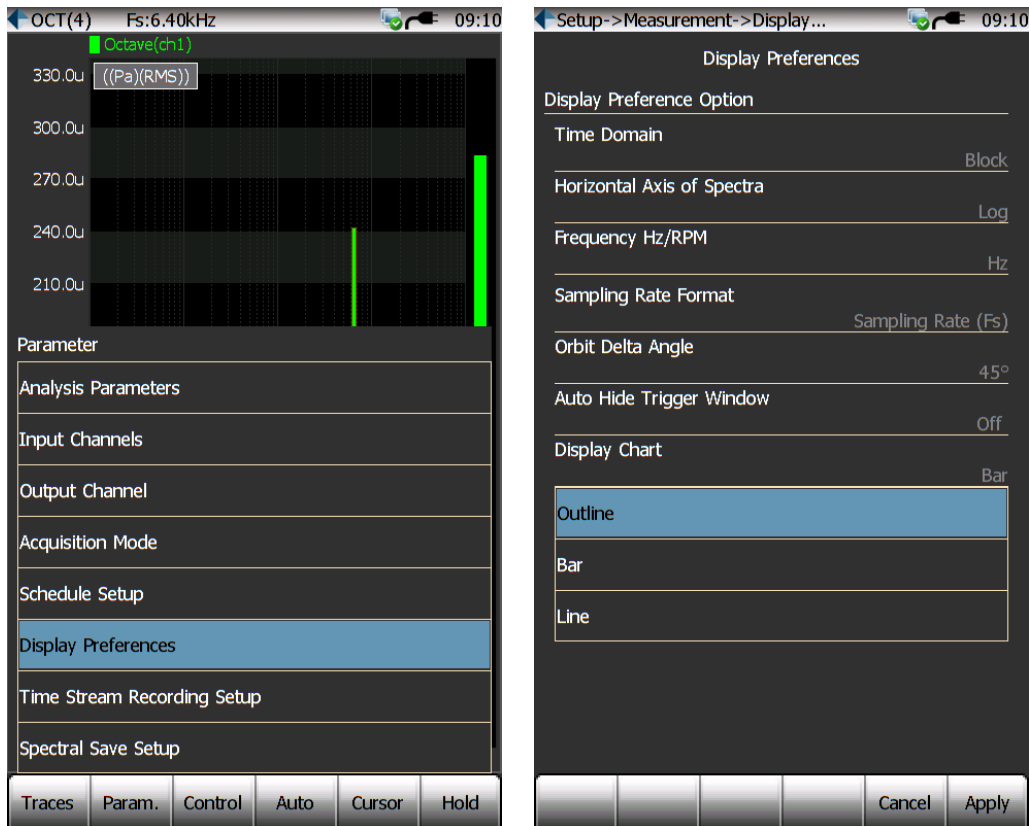 OCT(4) Fs:6.40kHz 09:10
Octave(ch1)
330.0u ((Pa)(RMS))
300.0u
270.0u
240.0u
210.0u
Parameter
Analysis Parameters
Input Channels
Output Channel
Acquisition Mode
Schedule Setup
Display Preferences
Time Stream Recording Setup
Spectral Save Setup
Traces Param. Control Auto Cursor Hold
Setup->Measurement->Display... 09:10
Display Preferences
Display Preference Option
Time Domain
Block
Horizontal Axis of Spectra
Log
Frequency Hz/RPM
Hz
Sampling Rate Format
Sampling Rate (Fs)
Orbit Delta Angle
45°
Auto Hide Trigger Window
Off
Display Chart
Bar
Outline
Bar
Line
Cancel Apply